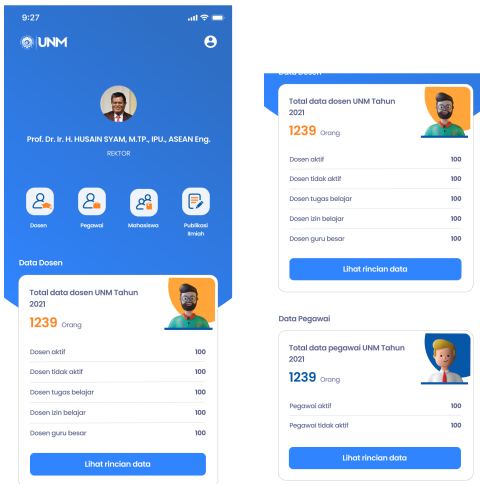 9:27
UNM
Prof. Dr. Ir. H. HUSAIN SYAM, M.TP., IPU., ASEAN Eng.
REKTOR
Dosen
Pegawai
Mahasiswa
Publikasi
Ilmiah
Data Dosen
Total data dosen UNM Tahun
2021
1239 Orang
Dosen aktif 100
Dosen tidak aktif 100
Dosen tugas belajar 100
Dosen izin belajar 100
Dosen guru besar 100
Lihat rincian data
Data Dosen
Total data dosen UNM Tahun
2021
1239 Orang
Dosen aktif 100
Dosen tidak aktif 100
Dosen tugas belajar 100
Dosen izin belajar 100
Dosen guru besar 100
Lihat rincian data
Data Pegawai
Total data pegawai UNM Tahun
2021
1239 Orang
Pegawai aktif 100
Pegawai tidak aktif 100
Lihat rincian data